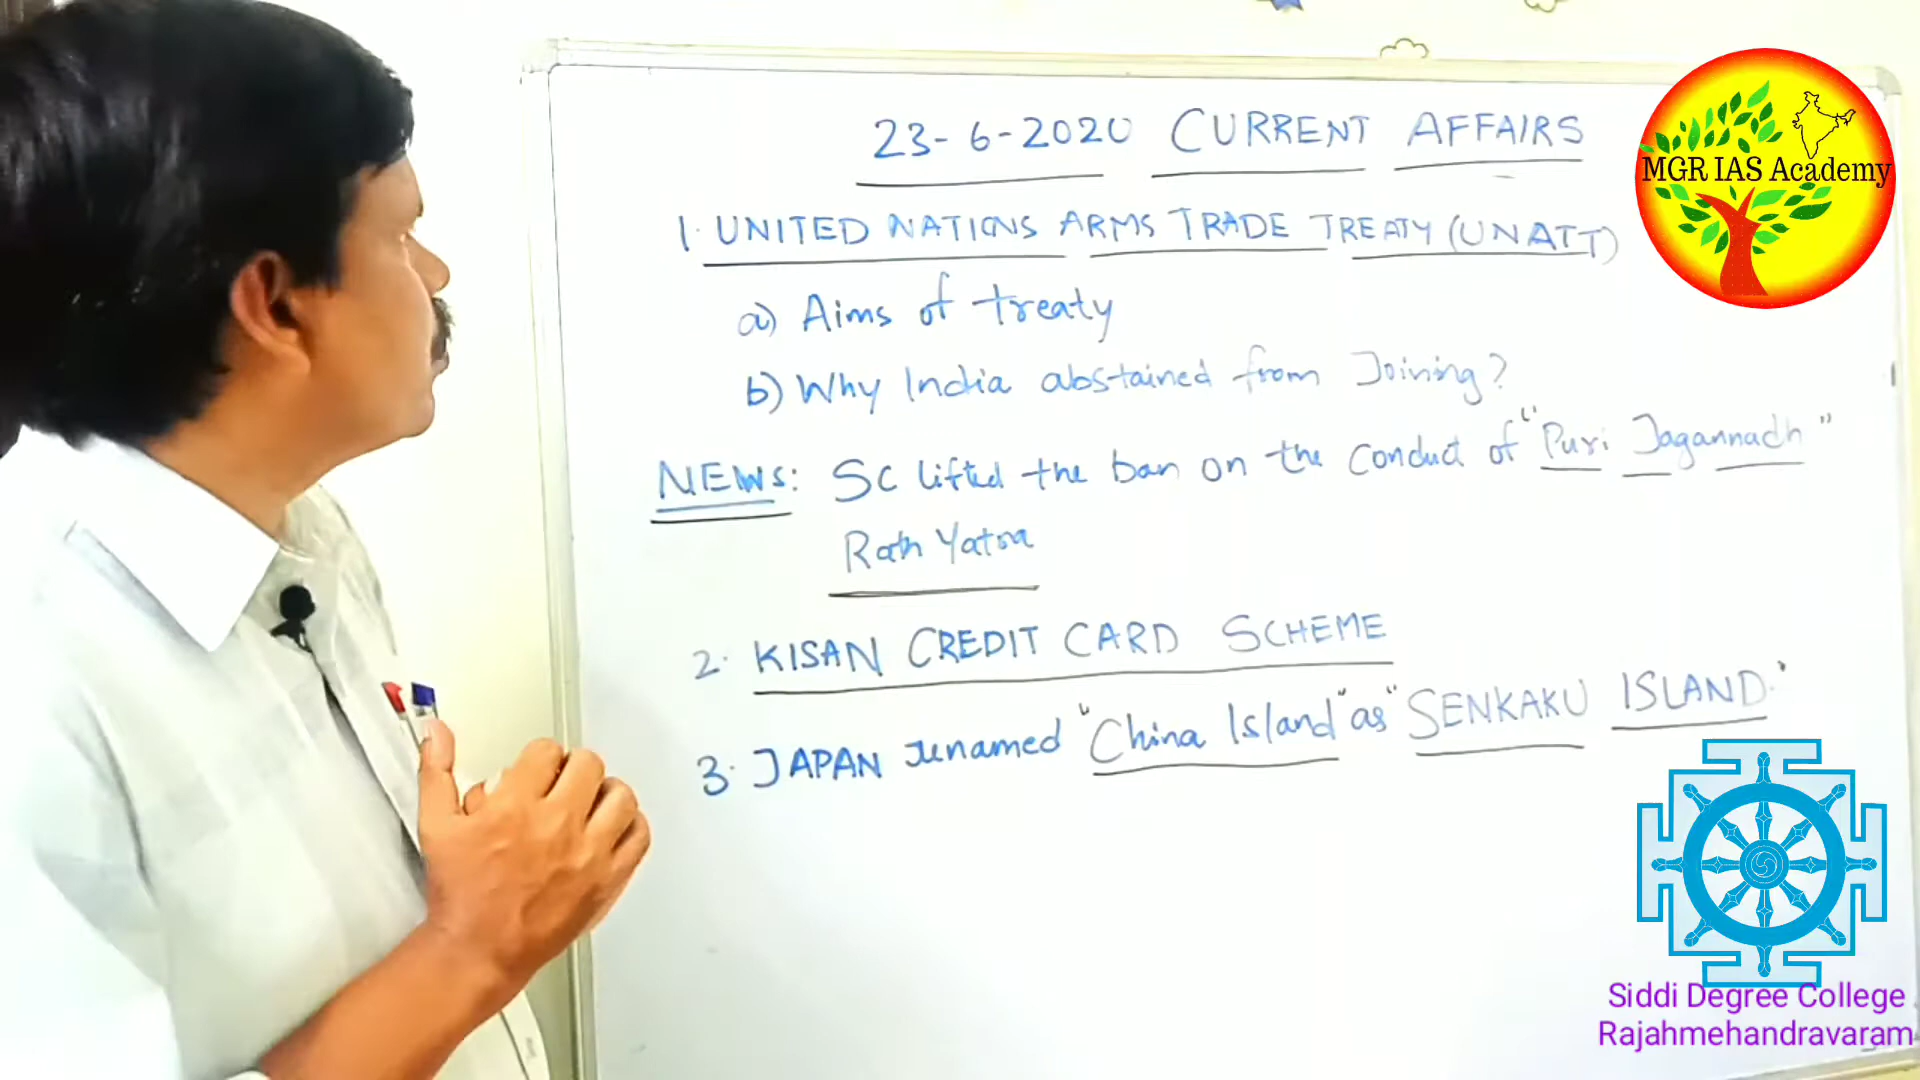 23-6-2020 CURRENT AFFAIRS
1. UNITED NATIONS ARMS TRADE TREATY (UNATT)
a) Aims of treaty
b) Why India abstained from Joining?
NEWS: SC lifted the ban on the conduct of "Puri Jagannadh"
Rath Yatra
2. KISAN CREDIT CARD SCHEME
3. JAPAN renamed "China Island" as "SENKAKU ISLAND."
MGR IAS Academy
Siddi Degree College
Rajahmehandravaram